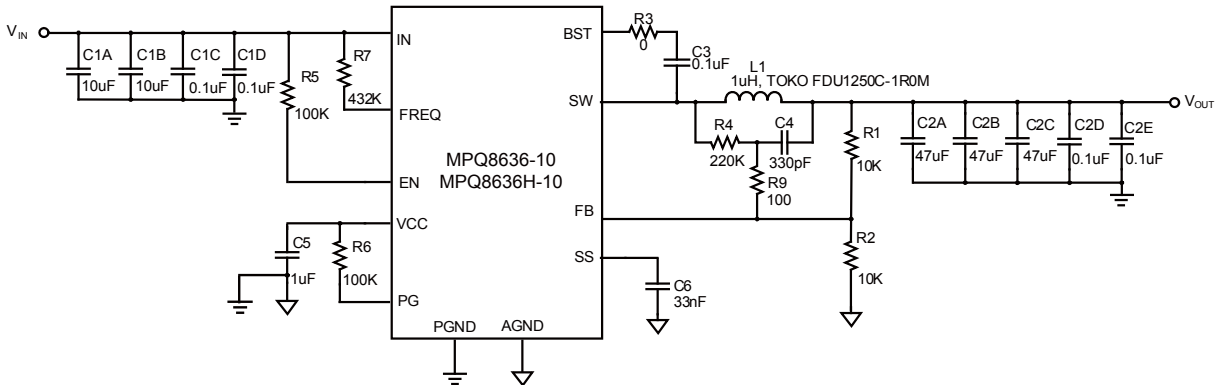 V IN
C1A
10uF
C1B
10uF
C1C
0.1uF
C1D
0.1uF
R5
100K
R7
432K
IN
FREQ
EN
VCC
PG
MPQ8636-10
MPQ8636H-10
PGND
AGND
BST
SW
FB
SS
R3
0
C3
0.1uF
L1
1uH, TOKO FDU1250C-1R0M
R4
220K
C4
330pF
R9
100
R1
10K
R2
10K
C2A
47uF
C2B
47uF
C2C
47uF
C2D
0.1uF
C2E
0.1uF
VOUT
C5
1uF
R6
100K
C6
33nF